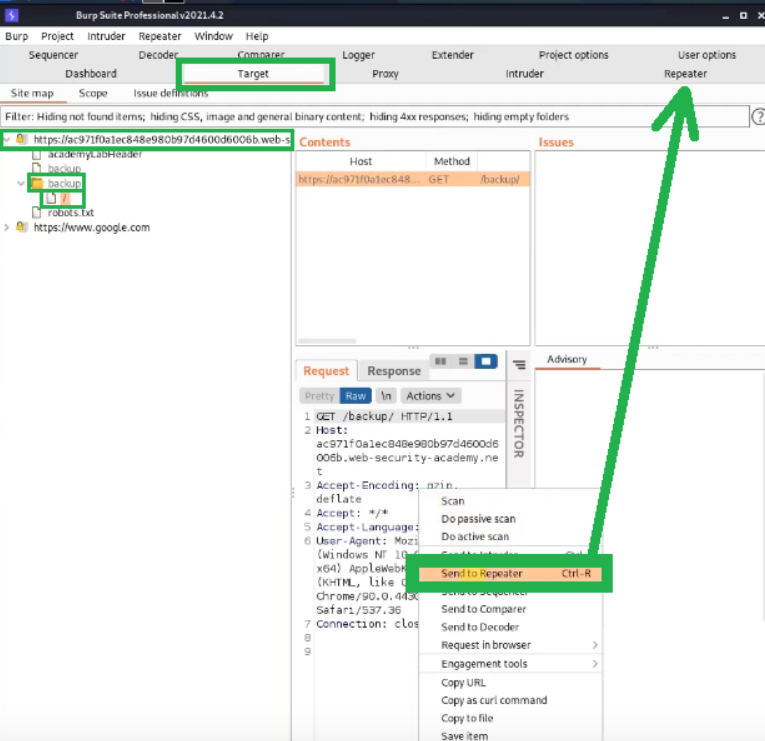 Burp Suite Professional v2021.4.2
Burp Project Intruder Repeater Window Help
Sequencer Decoder Comparer Logger Extender Project options User options
Dashboard Target Proxy Intruder Repeater
Site map Scope Issue definitions
Filter: Hiding not found items; hiding CSS, image and general binary content; hiding 4xx responses; hiding empty folders
https://ac971f0a1ec848e980b97d4600d6006b.web-s
academyLabHeader
backup
backup
/
robots.txt
https://www.google.com
Contents
Host Method
https://ac971f0a1ec848... GET /backup/
Issues
Request Response
Advisory
Pretty Raw \n Actions
INSPECTOR
1 GET /backup/ HTTP/1.1
2 Host:
ac971f0a1ec848e980b97d4600d6
006b.web-security-academy.ne
t
3 Accept-Encoding: gzip,
deflate
4 Accept: */*
5 Accept-Language:
6 User-Agent: Mozi
(Windows NT 10.0
x64) AppleWebK
(KHTML, like G
Chrome/90.0.4430
Safari/537.36
7 Connection: clos
8
9
Scan
Do passive scan
Do active scan
Send to Intruder
Send to Repeater Ctrl-R
Send to Sequencer
Send to Comparer
Send to Decoder
Request in browser
Engagement tools
Copy URL
Copy as curl command
Copy to file
Save item